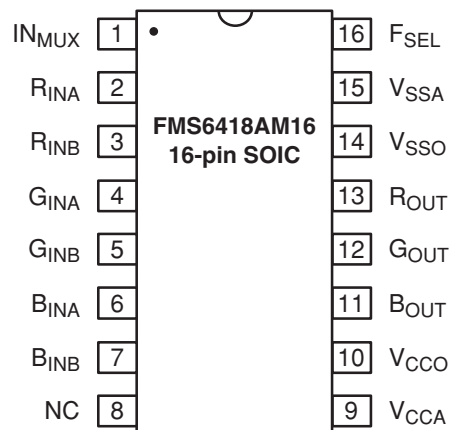 IN_MUX 1 16 F_SEL
R_INA 2 15 V_SSA
FMS6418AM16
R_INB 3 14 V_SSO
16-pin SOIC
G_INA 4 13 R_OUT
G_INB 5 12 G_OUT
B_INA 6 11 B_OUT
B_INB 7 10 V_CCO
NC 8 9 V_CCA